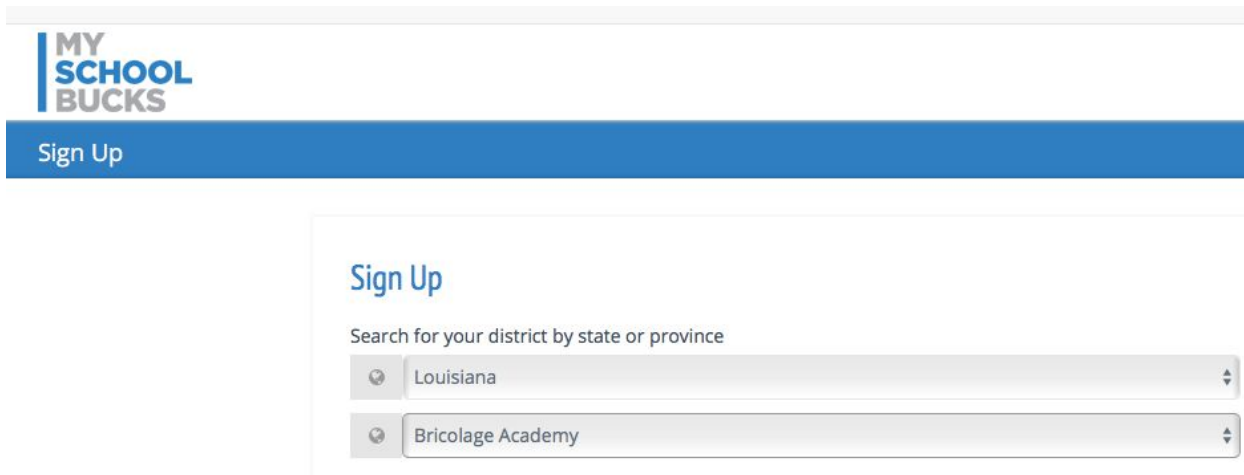 MY
SCHOOL
BUCKS
Sign Up
Sign Up
Search for your district by state or province
Louisiana
Bricolage Academy